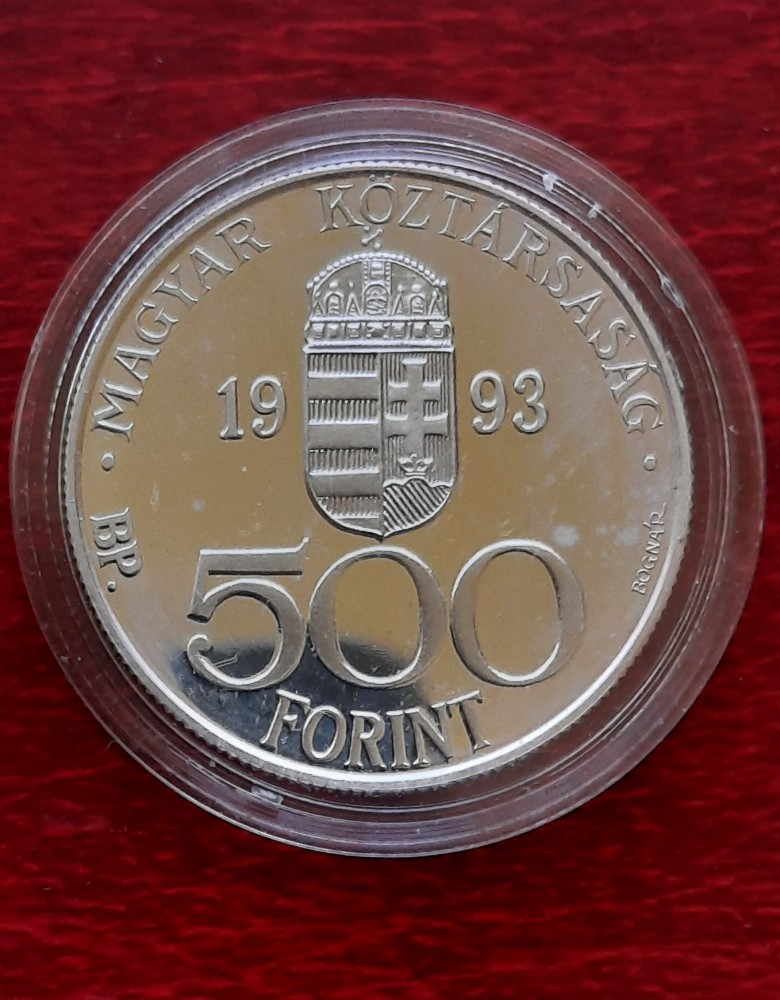 · MAGYAR KÖZTÁRSASÁG ·
19 93
BP.
BOGNÁR
500
FORINT